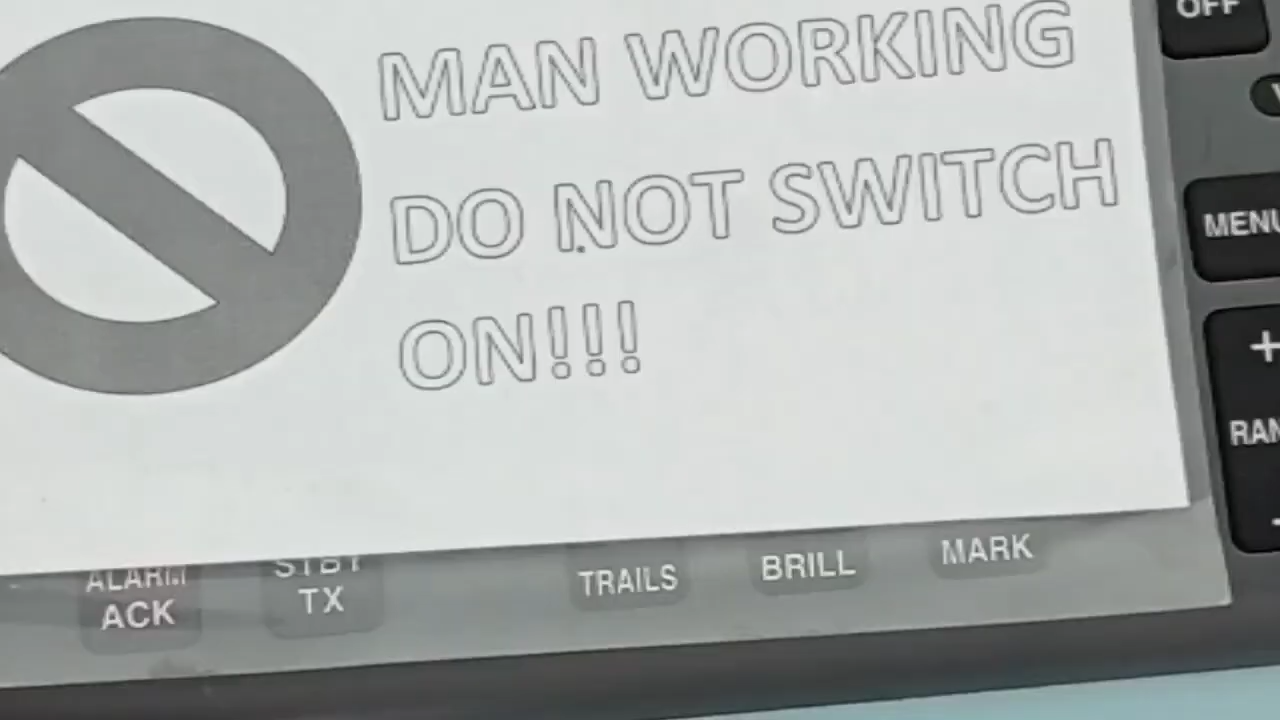 MAN WORKING
DO NOT SWITCH
ON!!!
OFF
MENU
+
ALARM
ACK
STBY
TX
TRAILS
BRILL
MARK